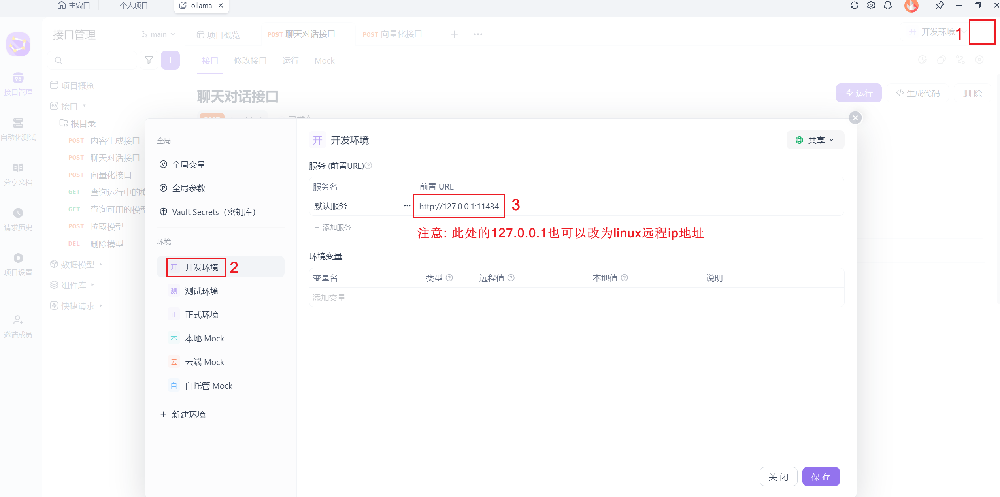 主窗口
个人项目
ollama
接口管理
main
项目概览
POST 聊天对话接口
POST 向量化接口
开 开发环境
1
接口
修改接口
运行
Mock
聊天对话接口
运行
生成代码
删 除
接口管理
自动化测试
分享文档
请求历史
项目设置
邀请成员
项目概览
接口
根目录
POST 内容生成接口
POST 聊天对话接口
POST 向量化接口
GET 查询运行中的模
GET 查询可用的模型
POST 拉取模型
DEL 删除模型
数据模型
组件库
快捷请求
全局
全局变量
全局参数
Vault Secrets（密钥库）
环境
开 开发环境
2
测 测试环境
正 正式环境
本 本地 Mock
云 云端 Mock
自 自托管 Mock
新建环境
开 开发环境
共享
服务 (前置URL)
服务名 前置 URL
默认服务 http://127.0.0.1:11434
3
添加服务
注意: 此处的127.0.0.1也可以改为linux远程ip地址
环境变量
变量名 类型 远程值 本地值 说明
添加变量
关 闭
保 存